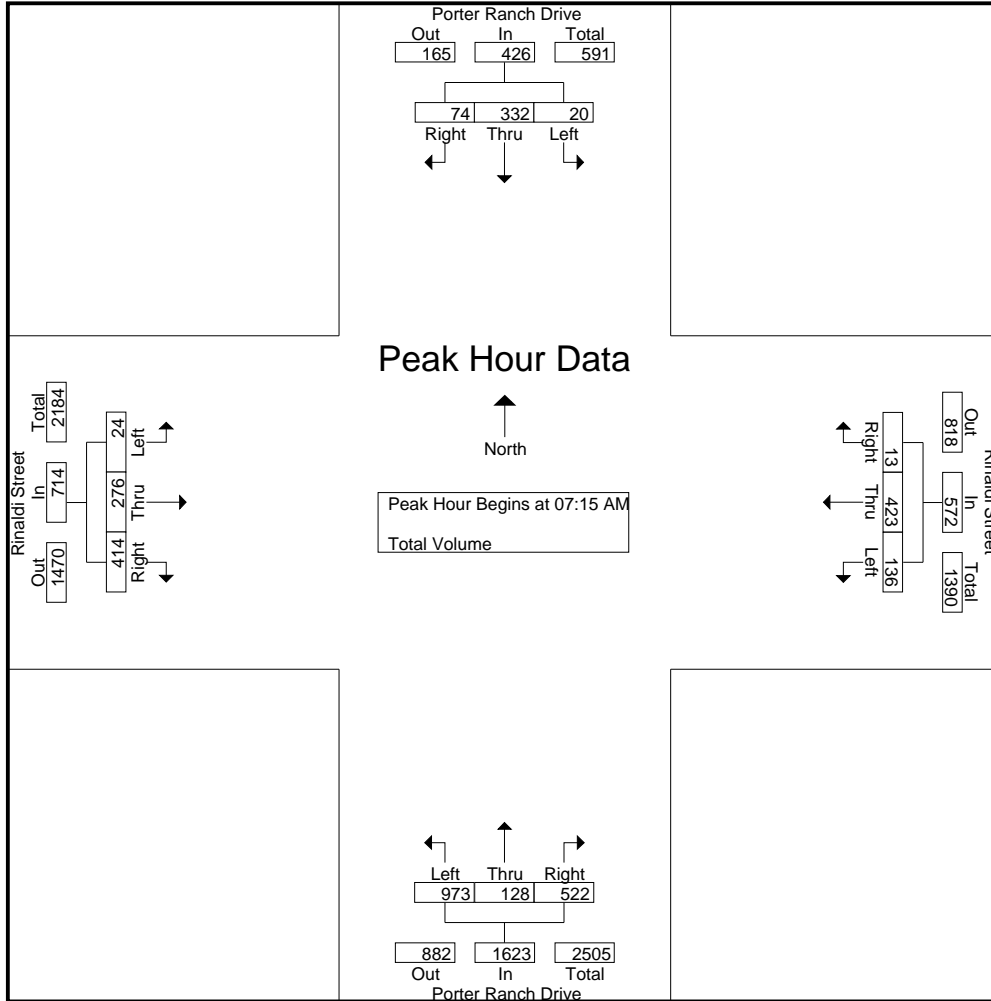 Porter Ranch Drive
Out In Total
165 426 591
74 332 20
Right Thru Left
Peak Hour Data
North
Peak Hour Begins at 07:15 AM
Total Volume
Rinaldi Street
Out In Total
1470 714 2184
24 276 414
Left Thru Right
Rinaldi Street
Out In Total
818 572 1390
13 423 136
Right Thru Left
Left Thru Right
973 128 522
882 1623 2505
Out In Total
Porter Ranch Drive